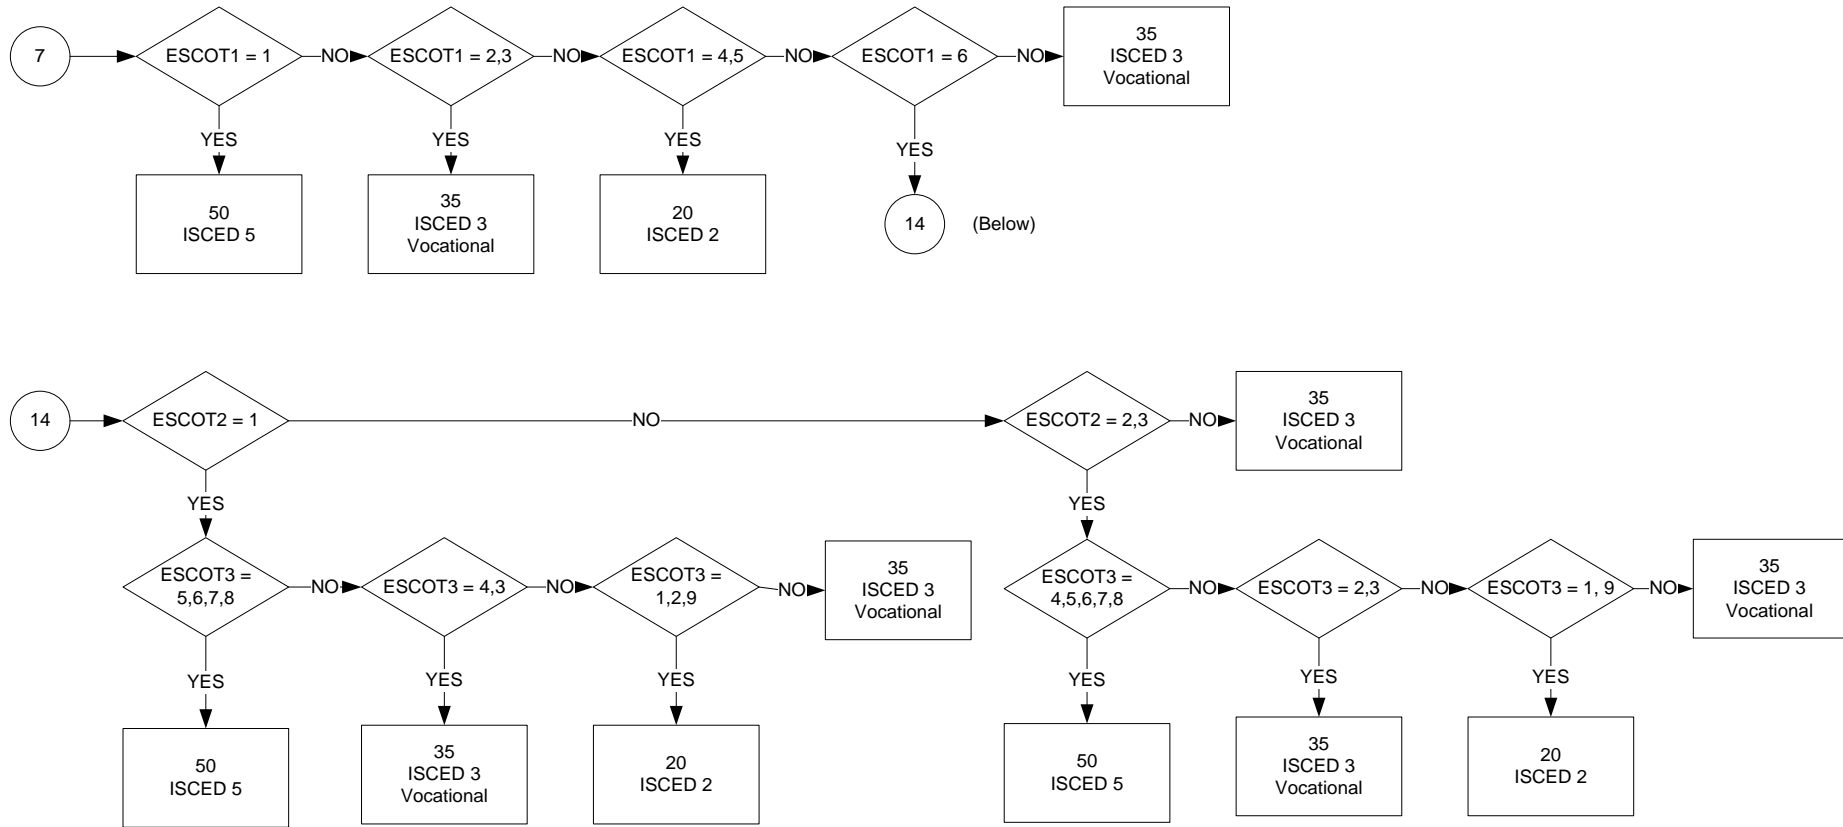 7
ESCOT1 = 1
NO
ESCOT1 = 2,3
NO
ESCOT1 = 4,5
NO
ESCOT1 = 6
NO
35
ISCED 3
Vocational
YES
YES
YES
YES
50
ISCED 5
35
ISCED 3
Vocational
20
ISCED 2
14
(Below)
14
ESCOT2 = 1
NO
ESCOT2 = 2,3
NO
35
ISCED 3
Vocational
YES
YES
ESCOT3 =
5,6,7,8
NO
ESCOT3 = 4,3
NO
ESCOT3 =
1,2,9
NO
35
ISCED 3
Vocational
ESCOT3 =
4,5,6,7,8
NO
ESCOT3 = 2,3
NO
ESCOT3 = 1, 9
NO
35
ISCED 3
Vocational
YES
YES
YES
YES
YES
YES
50
ISCED 5
35
ISCED 3
Vocational
20
ISCED 2
50
ISCED 5
35
ISCED 3
Vocational
20
ISCED 2